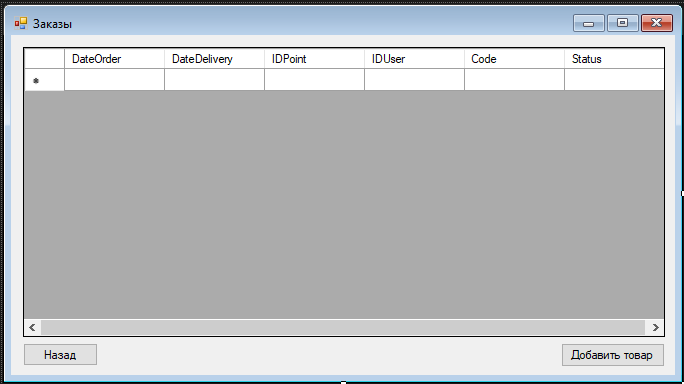 Заказы
DateOrder DateDelivery IDPoint IDUser Code Status
Назад Добавить товар